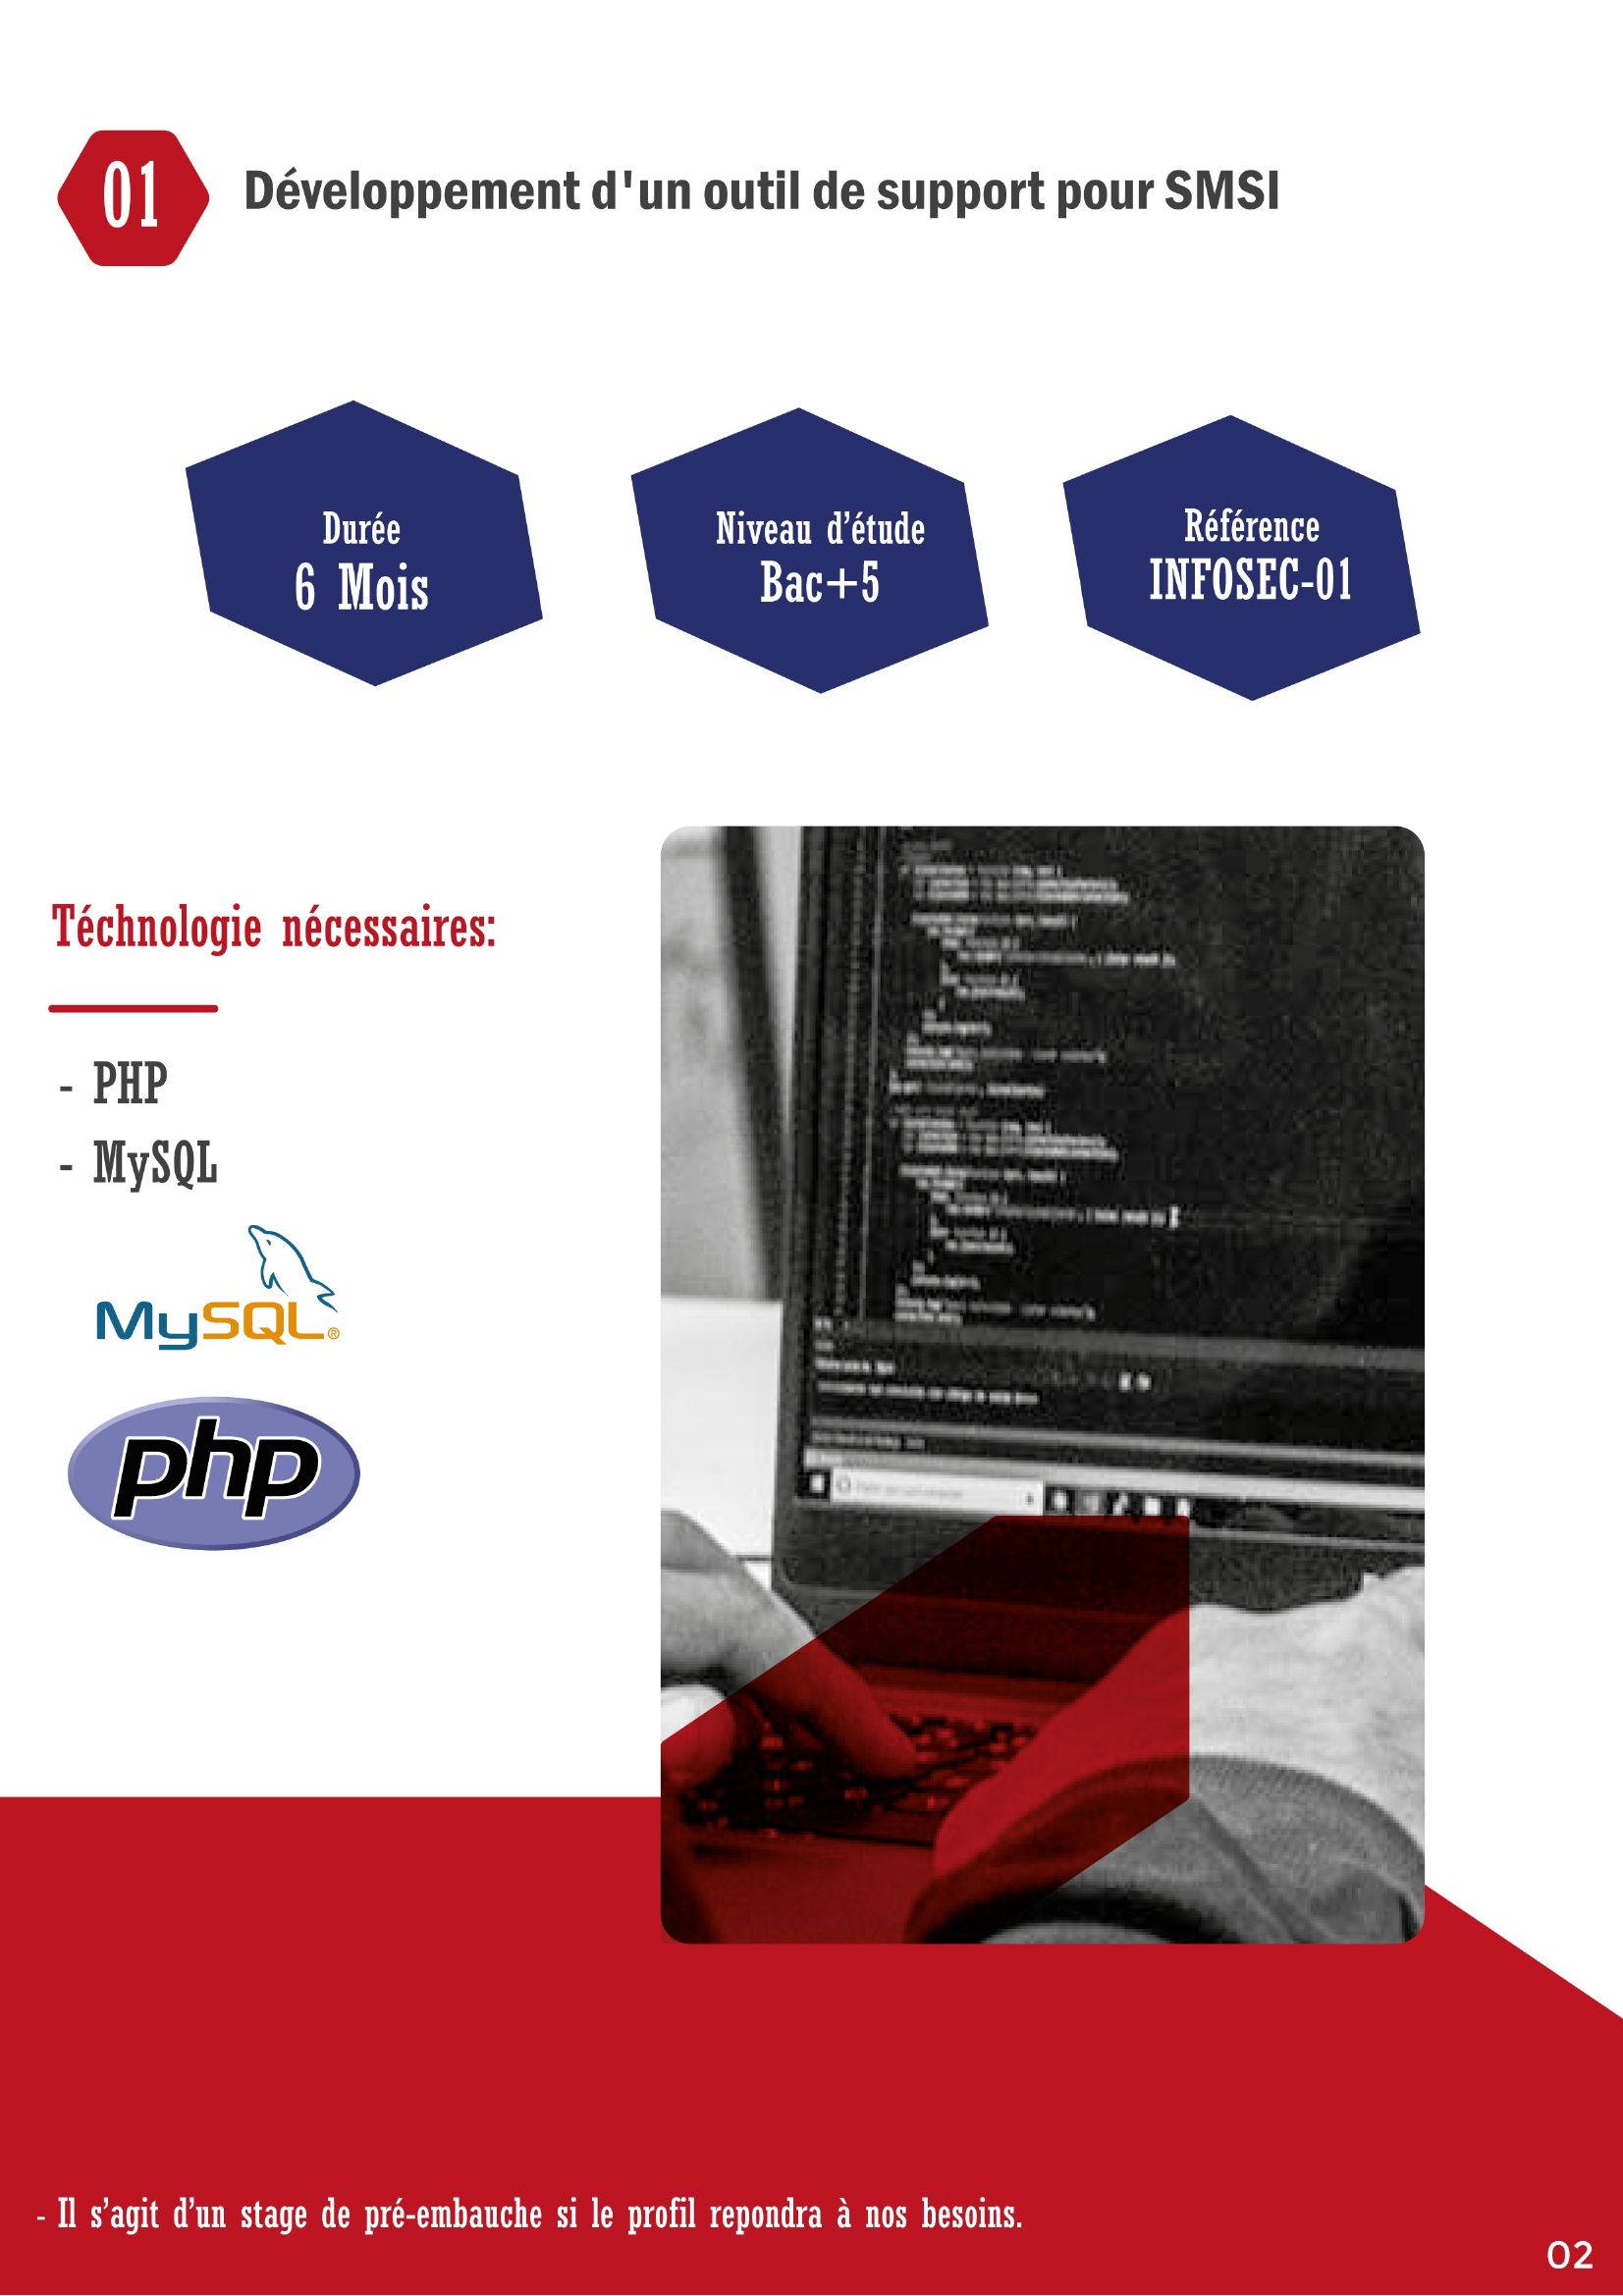 01
Développement d'un outil de support pour SMSI
Durée
6 Mois
Niveau d’étude
Bac+5
Référence
INFOSEC-01
Téchnologie nécessaires:
- PHP
- MySQL
MySQL®
php
- Il s’agit d’un stage de pré-embauche si le profil repondra à nos besoins.
02